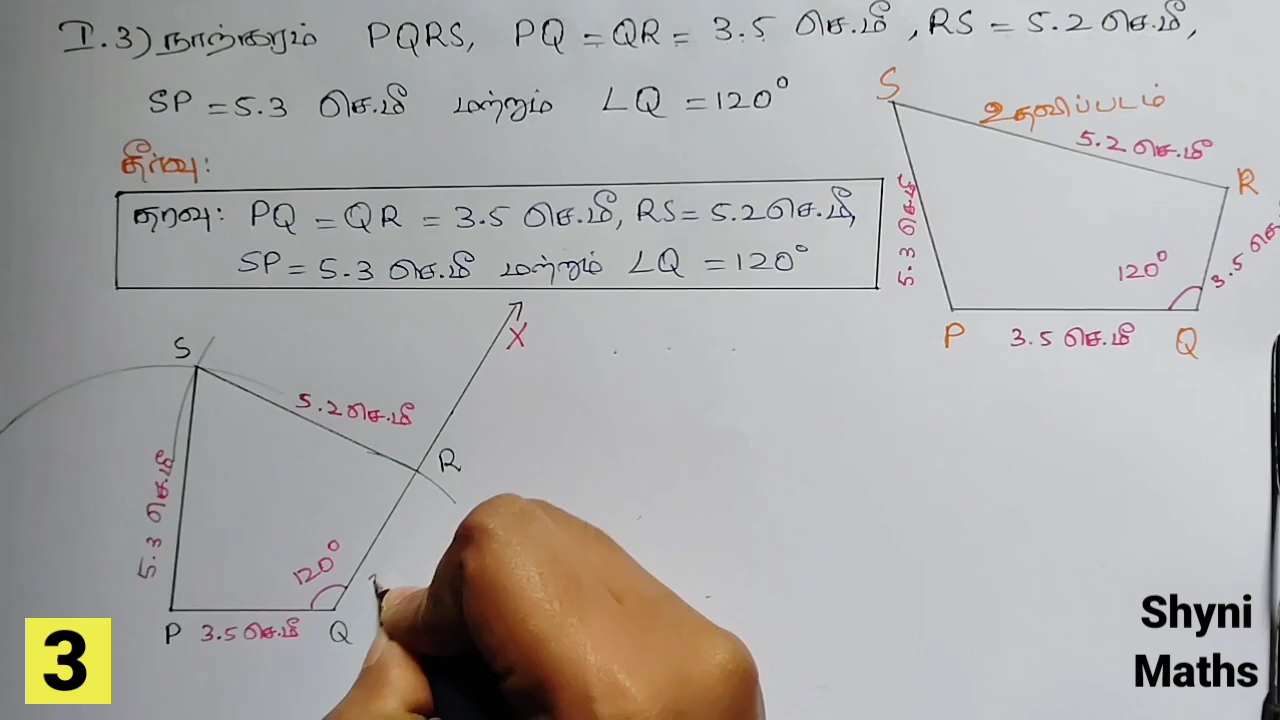 I.3) நாற்கரம் PQRS, PQ = QR = 3.5 செ.மீ, RS = 5.2 செ.மீ,
SP = 5.3 செ.மீ மற்றும் ∠Q = 120°
S
உதவிப்படம்
5.2 செ.மீ
R
தீர்வு:
5.3 செ.மீ
தரவு: PQ = QR = 3.5 செ.மீ, RS = 5.2 செ.மீ,
SP = 5.3 செ.மீ மற்றும் ∠Q = 120°
120°
3.5
P 3.5 செ.மீ Q
X
S
5.2 செ.மீ
R
5.3 செ.மீ
120°
P 3.5 செ.மீ Q
3
Shyni
Maths